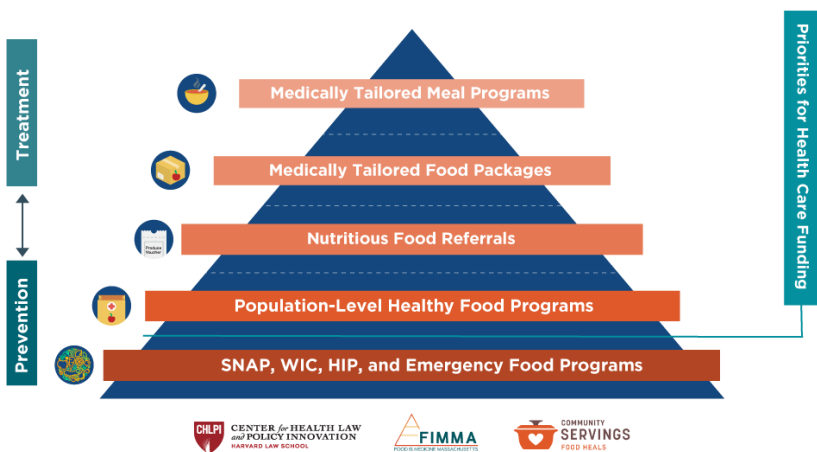 Treatment
Prevention
Medically Tailored Meal Programs
Medically Tailored Food Packages
Nutritious Food Referrals
Produce
Voucher
Population-Level Healthy Food Programs
SNAP, WIC, HIP, and Emergency Food Programs
Priorities for Health Care Funding
CHLPI
CENTER for HEALTH LAW
and POLICY INNOVATION
HARVARD LAW SCHOOL
FIMMA
FOOD IS MEDICINE MASSACHUSETTS
COMMUNITY
SERVINGS
FOOD HEALS